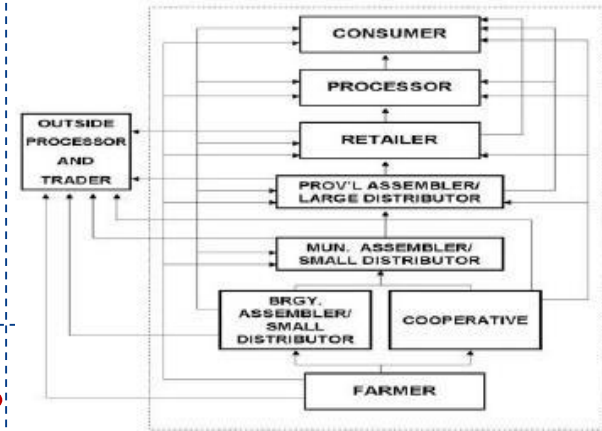 CONSUMER
PROCESSOR
OUTSIDE
PROCESSOR
AND
TRADER
RETAILER
PROV'L ASSEMBLER/
LARGE DISTRIBUTOR
MUN. ASSEMBLER/
SMALL DISTRIBUTOR
BRGY.
ASSEMBLER/
SMALL
DISTRIBUTOR
COOPERATIVE
FARMER